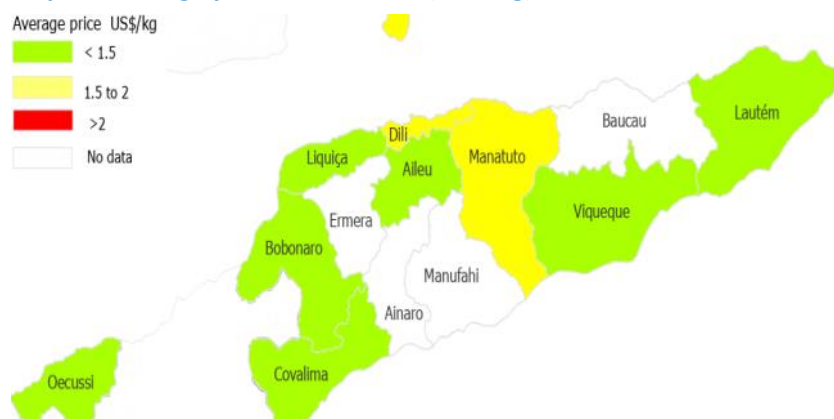 Average price US$/kg
< 1.5
1.5 to 2
>2
No data
Dili
Liquiça
Aileu
Manatuto
Baucau
Lautém
Ermera
Viqueque
Bobonaro
Manufahi
Ainaro
Oecussi
Covalima